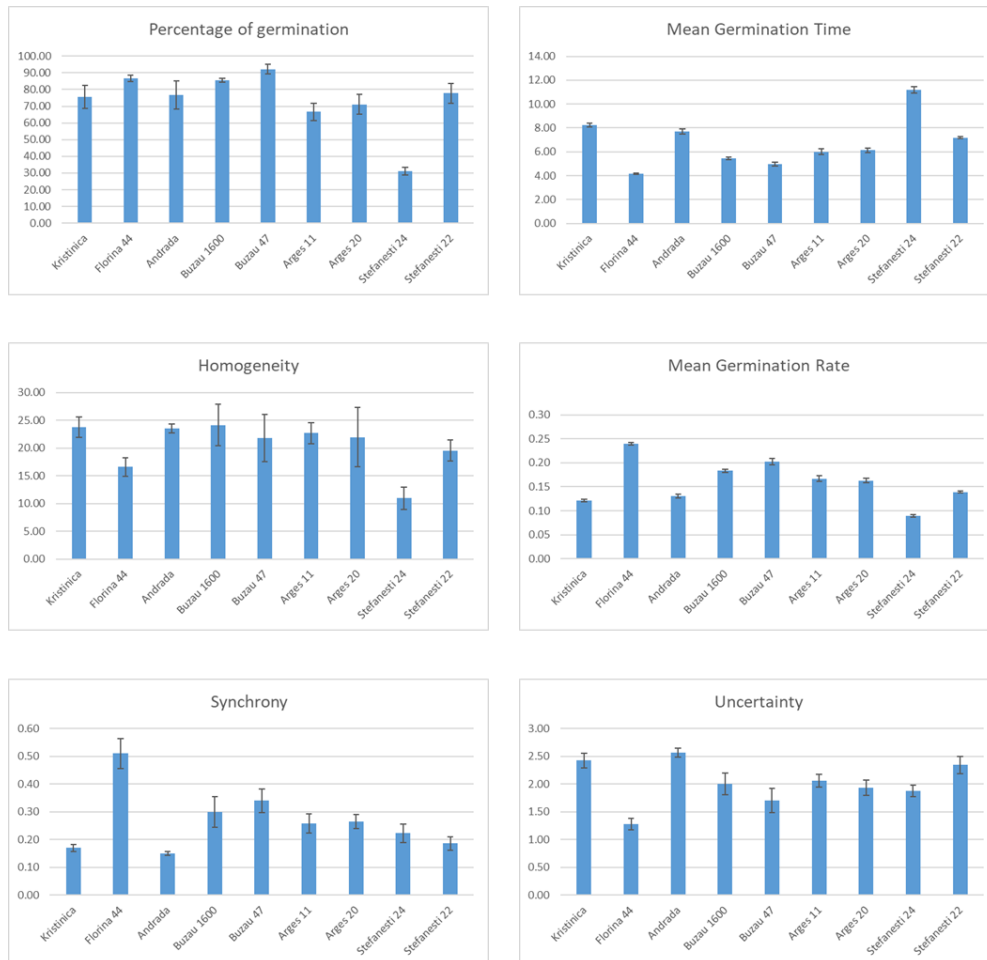 Percentage of germination
100.00
90.00
80.00
70.00
60.00
50.00
40.00
30.00
20.00
10.00
0.00
Kristinica
Florina 44
Andrada
Buzau 1600
Buzau 47
Arges 11
Arges 20
Stefanesti 24
Stefanesti 22
Mean Germination Time
14.00
12.00
10.00
8.00
6.00
4.00
2.00
0.00
Kristinica
Florina 44
Andrada
Buzau 1600
Buzau 47
Arges 11
Arges 20
Stefanesti 24
Stefanesti 22
Homogeneity
30.00
25.00
20.00
15.00
10.00
5.00
0.00
Kristinica
Florina 44
Andrada
Buzau 1600
Buzau 47
Arges 11
Arges 20
Stefanesti 24
Stefanesti 22
Mean Germination Rate
0.30
0.25
0.20
0.15
0.10
0.05
0.00
Kristinica
Florina 44
Andrada
Buzau 1600
Buzau 47
Arges 11
Arges 20
Stefanesti 24
Stefanesti 22
Synchrony
0.60
0.50
0.40
0.30
0.20
0.10
0.00
Kristinica
Florina 44
Andrada
Buzau 1600
Buzau 47
Arges 11
Arges 20
Stefanesti 24
Stefanesti 22
Uncertainty
3.00
2.50
2.00
1.50
1.00
0.50
0.00
Kristinica
Florina 44
Andrada
Buzau 1600
Buzau 47
Arges 11
Arges 20
Stefanesti 24
Stefanesti 22